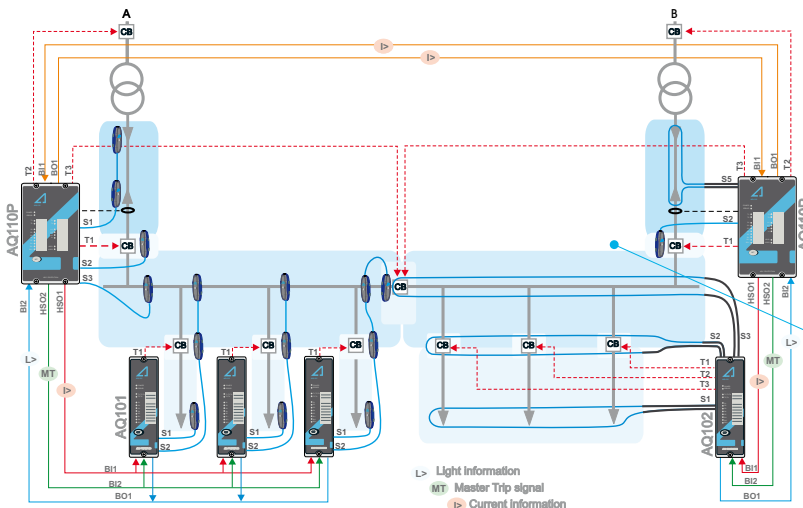 A
B
CB
CB
I>
I>
T2
BI1
BO1
T3
T3
BI1
BO1
T2
AQ110P
S1
T1
CB
S2
S3
S5
S2
CB
T1
AQ110P
BI2
HSO2
HSO1
HSO1
HSO2
BI2
CB
L>
MT
I>
T1
CB
T1
CB
T1
CB
CB
CB
CB
S2
S3
T1
T2
T3
S1
L>
MT
I>
AQ101
S1
S2
S1
S2
S1
S2
AQ102
BI1
BI2
BO1
BI1
BI2
BO1
L> Light information
MT Master Trip signal
I> Current information